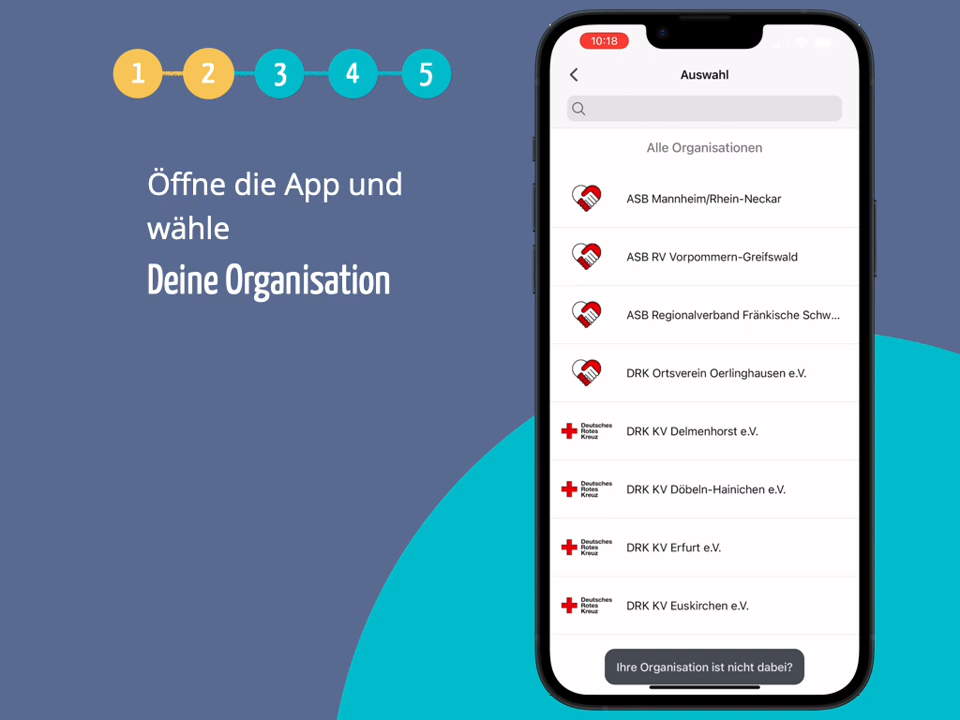 1 2 3 4 5
Öffne die App und
wähle
Deine Organisation
10:18
Auswahl
Alle Organisationen
ASB Mannheim/Rhein-Neckar
ASB RV Vorpommern-Greifswald
ASB Regionalverband Fränkische Schw...
DRK Ortsverein Oerlinghausen e.V.
Deutsches
Rotes
Kreuz
DRK KV Delmenhorst e.V.
Deutsches
Rotes
Kreuz
DRK KV Döbeln-Hainichen e.V.
Deutsches
Rotes
Kreuz
DRK KV Erfurt e.V.
Deutsches
Rotes
Kreuz
DRK KV Euskirchen e.V.
Ihre Organisation ist nicht dabei?